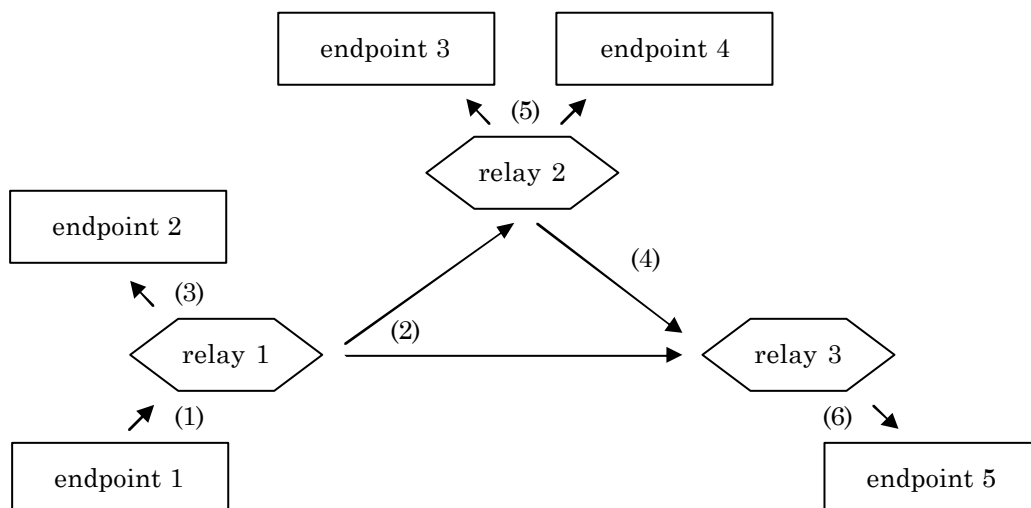 endpoint 3
endpoint 4
(5)
relay 2
endpoint 2
(4)
(3)
(2)
relay 1
relay 3
(1)
(6)
endpoint 1
endpoint 5